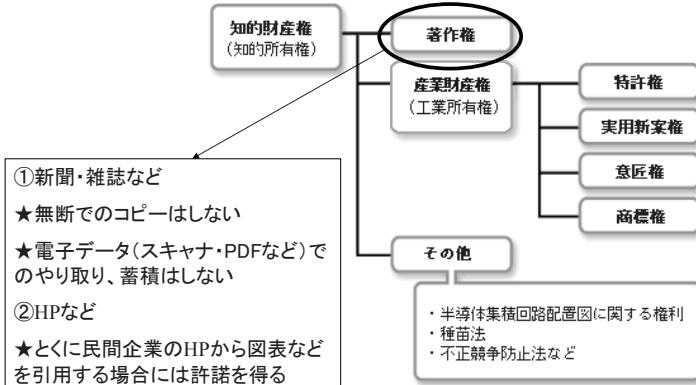 知的財産権
(知的所有権)
著作権
産業財産権
(工業所有権)
特許権
実用新案権
意匠権
商標権
その他
・半導体集積回路配置図に関する権利
・種苗法
・不正競争防止法など
①新聞・雑誌など
★無断でのコピーはしない
★電子データ(スキャナ・PDFなど)で
のやり取り、蓄積はしない
②HPなど
★とくに民間企業のHPから図表など
を引用する場合には許諾を得る